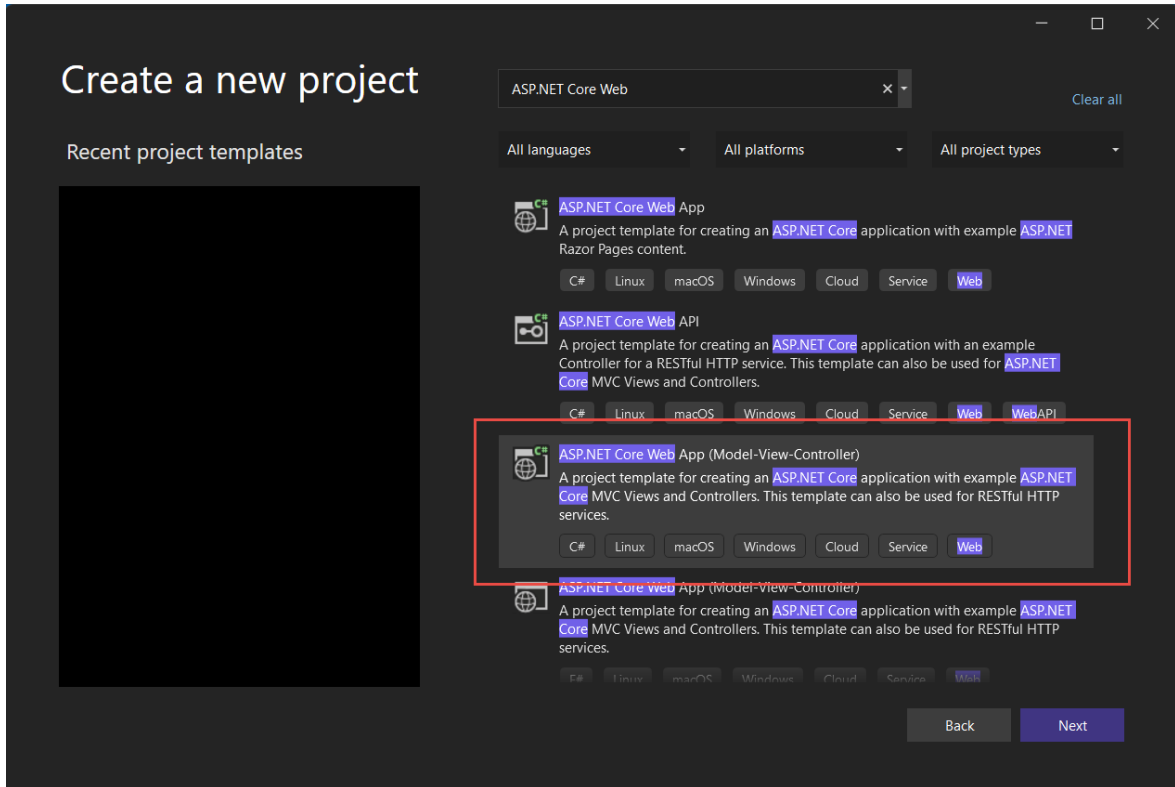 Create a new project
Recent project templates
ASP.NET Core Web
Clear all
All languages
All platforms
All project types
C#
ASP.NET Core Web App
A project template for creating an ASP.NET Core application with example ASP.NET
Razor Pages content.
C# Linux macOS Windows Cloud Service Web
C#
ASP.NET Core Web API
A project template for creating an ASP.NET Core application with an example
Controller for a RESTful HTTP service. This template can also be used for ASP.NET
Core MVC Views and Controllers.
C# Linux macOS Windows Cloud Service Web WebAPI
C#
ASP.NET Core Web App (Model-View-Controller)
A project template for creating an ASP.NET Core application with example ASP.NET
Core MVC Views and Controllers. This template can also be used for RESTful HTTP
services.
C# Linux macOS Windows Cloud Service Web
ASP.NET Core Web App (Model-View-Controller)
A project template for creating an ASP.NET Core application with example ASP.NET
Core MVC Views and Controllers. This template can also be used for RESTful HTTP
services.
F# Linux macOS Windows Cloud Service Web
Back
Next